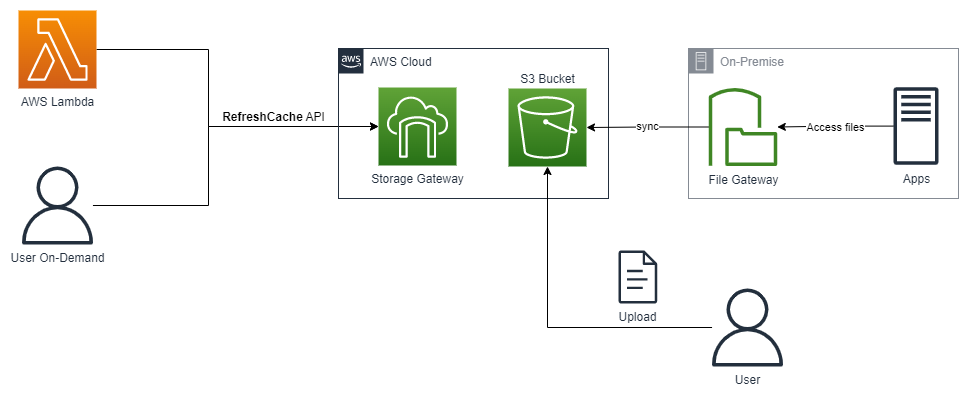 AWS Lambda
User On-Demand
RefreshCache API
aws
AWS Cloud
Storage Gateway
S3 Bucket
sync
On-Premise
File Gateway
Access files
Apps
Upload
User